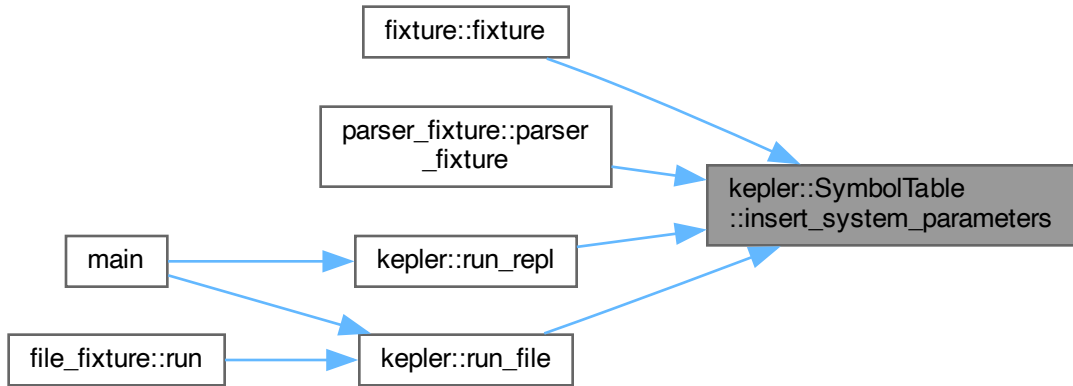 fixture::fixture
parser_fixture::parser
_fixture
kepler::SymbolTable
::insert_system_parameters
main
kepler::run_repl
file_fixture::run
kepler::run_file